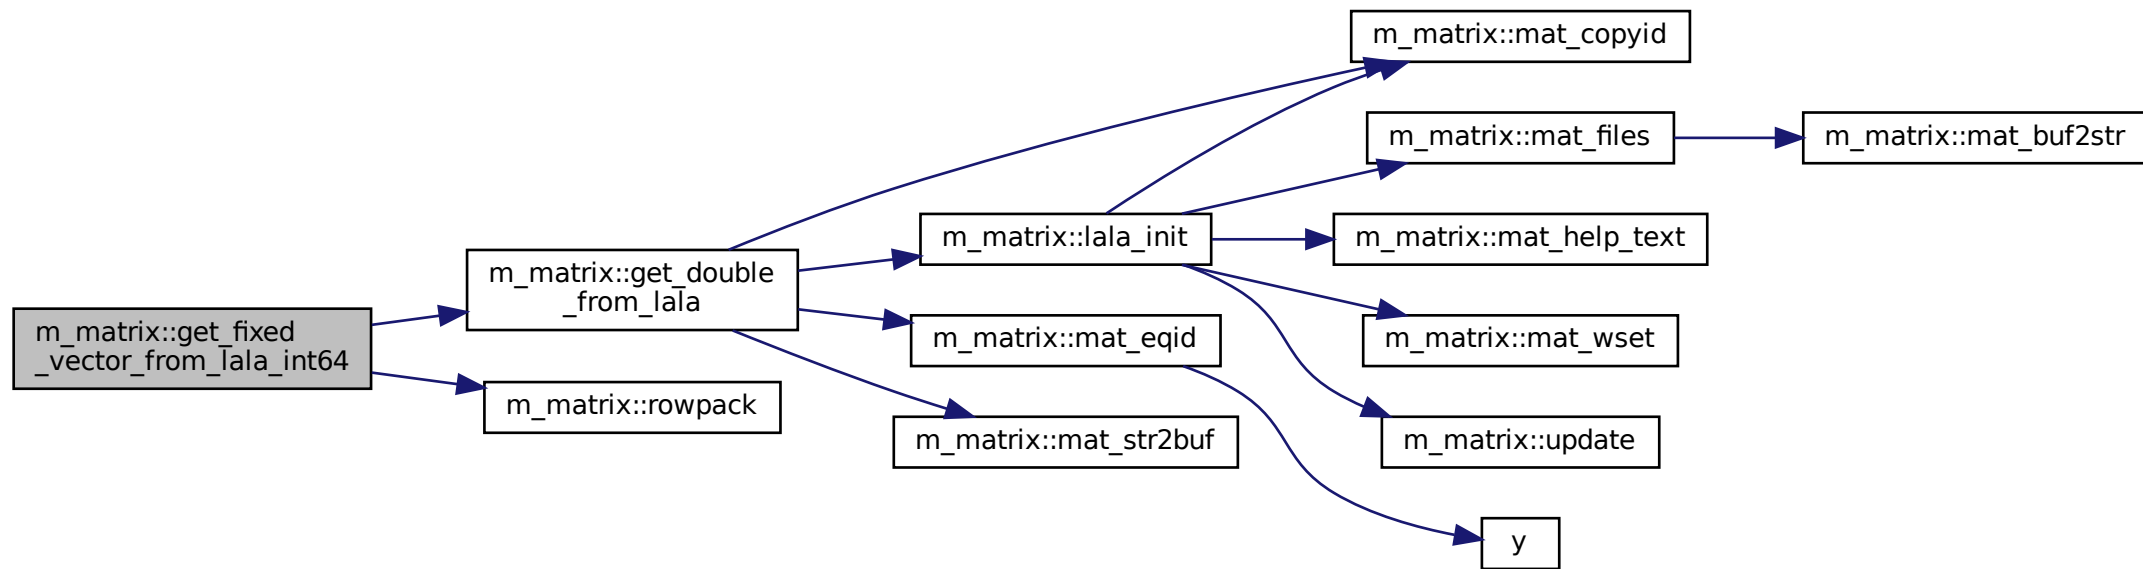 m_matrix::get_fixed
_vector_from_lala_int64
m_matrix::get_double
_from_lala
m_matrix::rowpack
m_matrix::lala_init
m_matrix::mat_eqid
m_matrix::mat_str2buf
m_matrix::mat_copyid
m_matrix::mat_files
m_matrix::mat_help_text
m_matrix::mat_wset
m_matrix::update
y
m_matrix::mat_buf2str